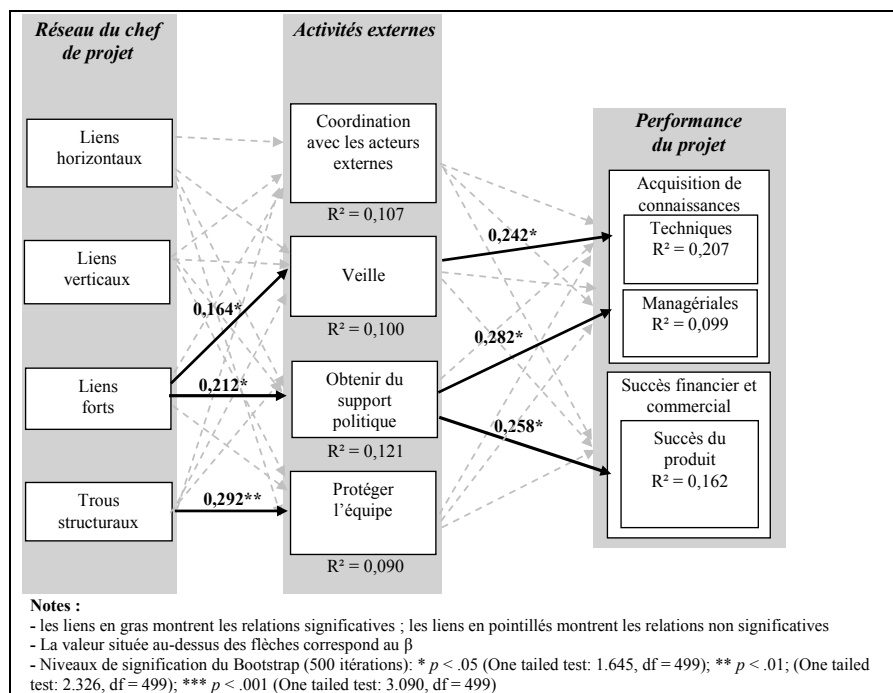 Réseau du chef
de projet
Liens
horizontaux
Liens
verticaux
Liens
forts
Trous
structuraux
Activités externes
Coordination
avec les acteurs
externes
R² = 0,107
Veille
R² = 0,100
Obtenir du
support
politique
R² = 0,121
Protéger
l’équipe
R² = 0,090
0,164*
0,212*
0,292**
0,242*
0,282*
0,258*
Performance
du projet
Acquisition de
connaissances
Techniques
R² = 0,207
Managériales
R² = 0,099
Succès financier et
commercial
Succès du
produit
R² = 0,162
Notes :
- les liens en gras montrent les relations significatives ; les liens en pointillés montrent les relations non significatives
- La valeur située au-dessus des flèches correspond au β
- Niveaux de signification du Bootstrap (500 itérations): * p < .05 (One tailed test: 1.645, df = 499); ** p < .01; (One tailed
test: 2.326, df = 499); *** p < .001 (One tailed test: 3.090, df = 499)